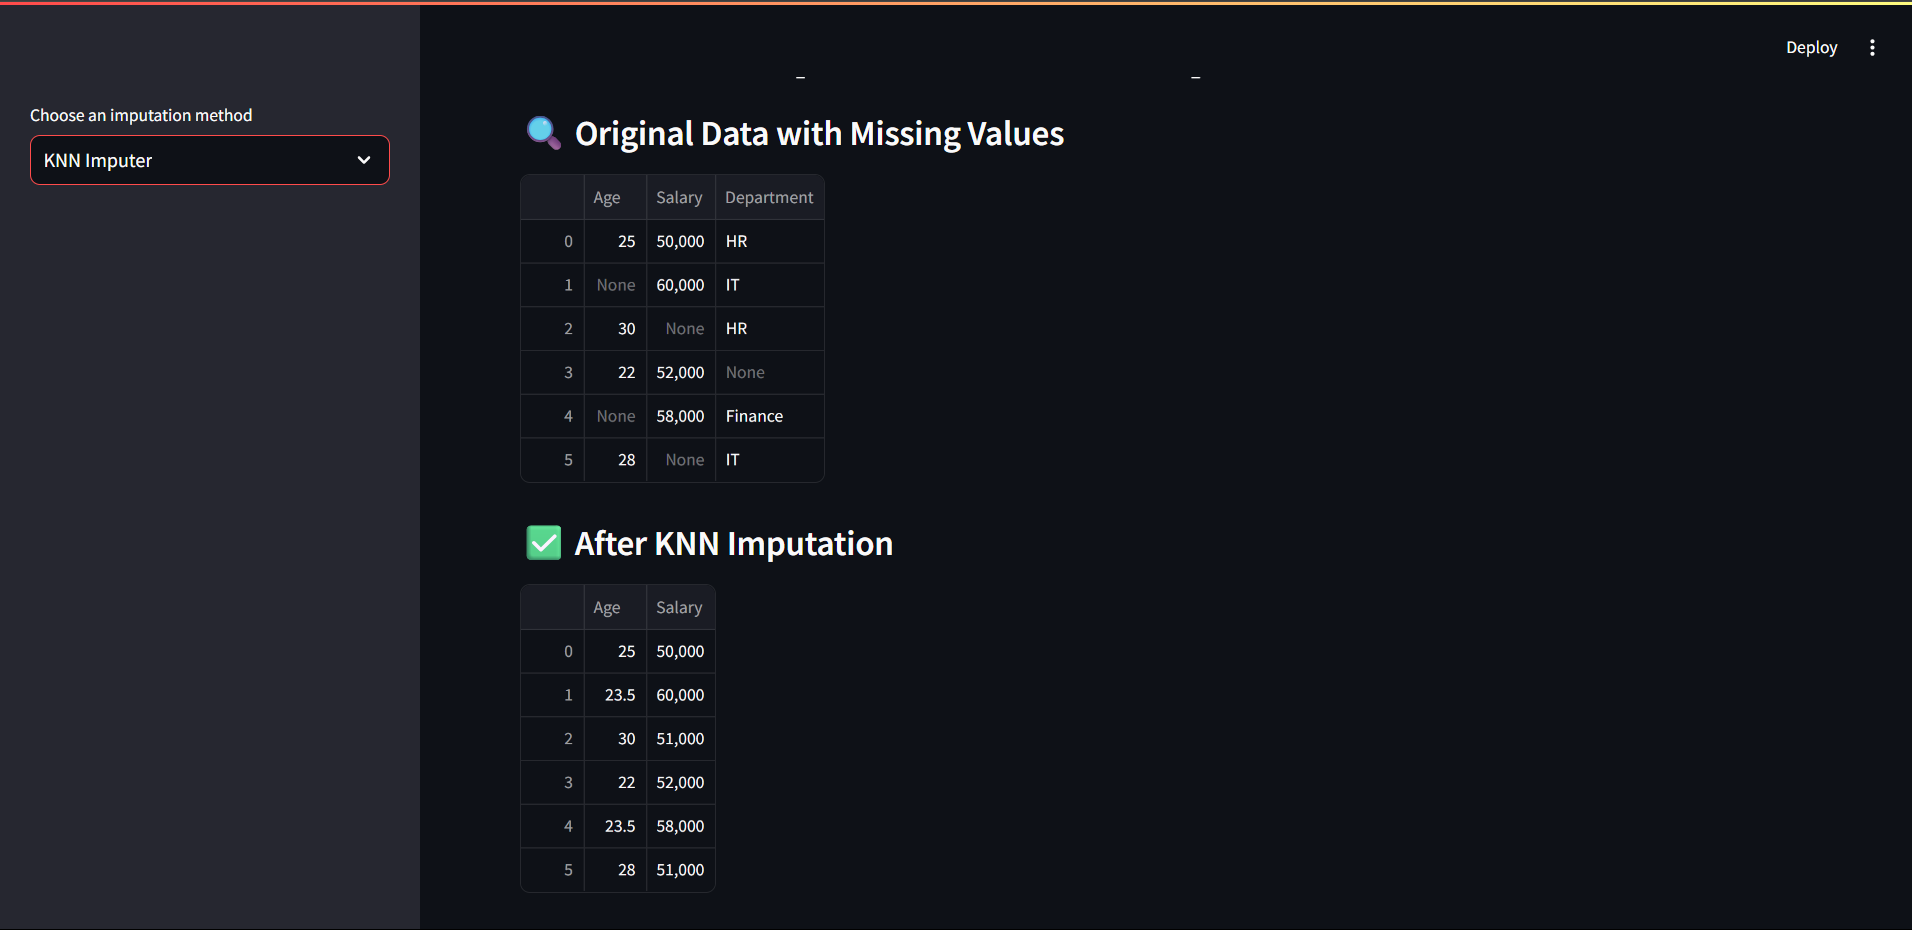 Deploy
Choose an imputation method
KNN Imputer
Original Data with Missing Values
Age Salary Department
0 25 50,000 HR
1 None 60,000 IT
2 30 None HR
3 22 52,000 None
4 None 58,000 Finance
5 28 None IT
After KNN Imputation
Age Salary
0 25 50,000
1 23.5 60,000
2 30 51,000
3 22 52,000
4 23.5 58,000
5 28 51,000